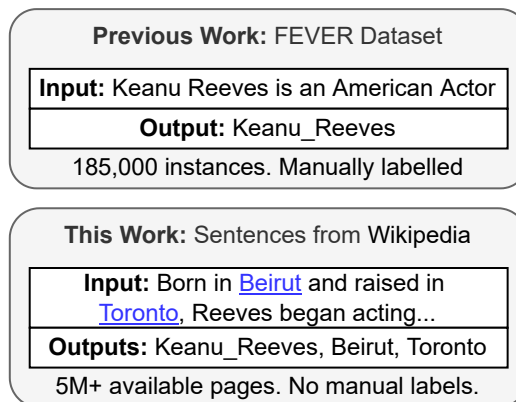 Previous Work: FEVER Dataset
Input: Keanu Reeves is an American Actor
Output: Keanu_Reeves
185,000 instances. Manually labelled
This Work: Sentences from Wikipedia
Input: Born in Beirut and raised in
Toronto, Reeves began acting...
Outputs: Keanu_Reeves, Beirut, Toronto
5M+ available pages. No manual labels.